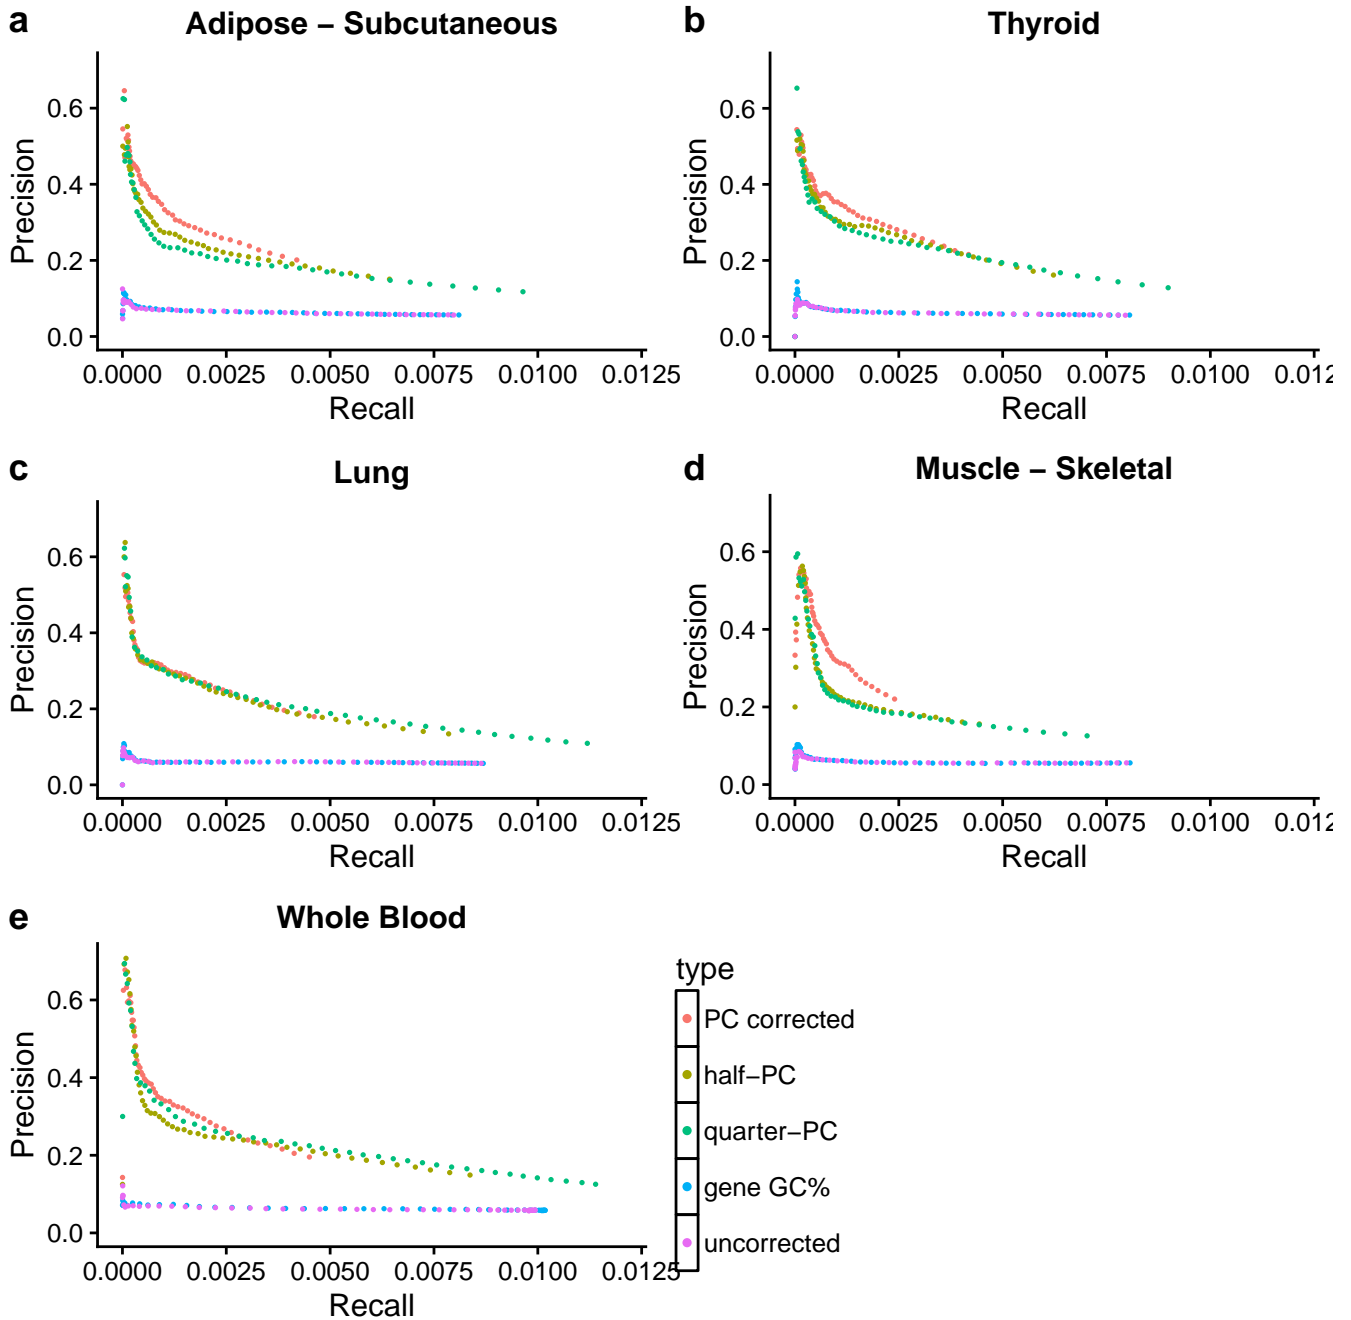 a
Adipose – Subcutaneous
Precision
0.6
0.4
0.2
0.0
0.0000 0.0025 0.0050 0.0075 0.0100 0.0125
Recall
b
Thyroid
Precision
0.6
0.4
0.2
0.0
0.0000 0.0025 0.0050 0.0075 0.0100 0.012
Recall
c
Lung
Precision
0.6
0.4
0.2
0.0
0.0000 0.0025 0.0050 0.0075 0.0100 0.0125
Recall
d
Muscle – Skeletal
Precision
0.6
0.4
0.2
0.0
0.0000 0.0025 0.0050 0.0075 0.0100 0.012
Recall
e
Whole Blood
Precision
0.6
0.4
0.2
0.0
0.0000 0.0025 0.0050 0.0075 0.0100 0.0125
Recall
type
PC corrected
half–PC
quarter–PC
gene GC%
uncorrected